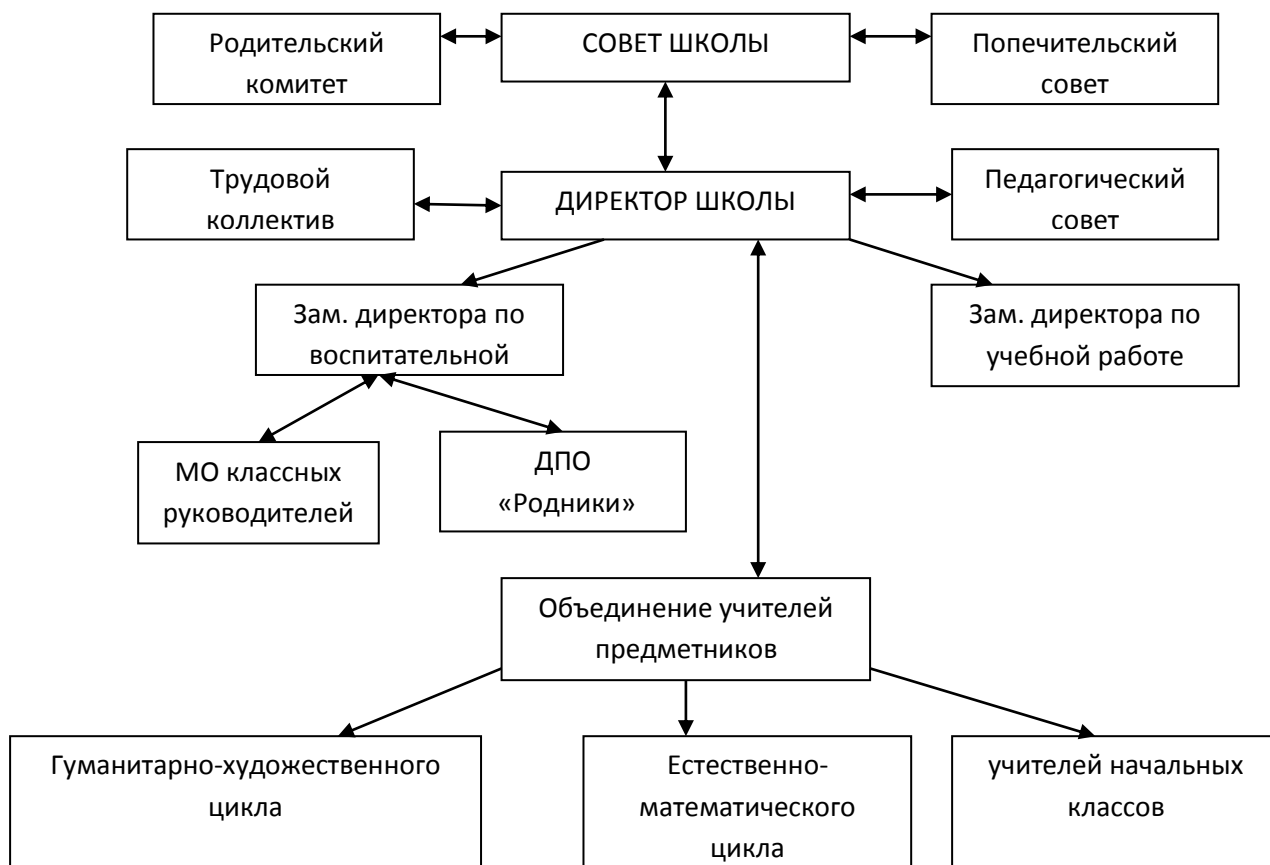 Родительский
комитет
СОВЕТ ШКОЛЫ
Попечительский
совет
Трудовой
коллектив
ДИРЕКТОР ШКОЛЫ
Педагогический
совет
Зам. директора по
воспитательной
Зам. директора по
учебной работе
МО классных
руководителей
ДПО
«Родники»
Объединение учителей
предметников
Гуманитарно-художественного
цикла
Естественно-
математического
цикла
учителей начальных
классов